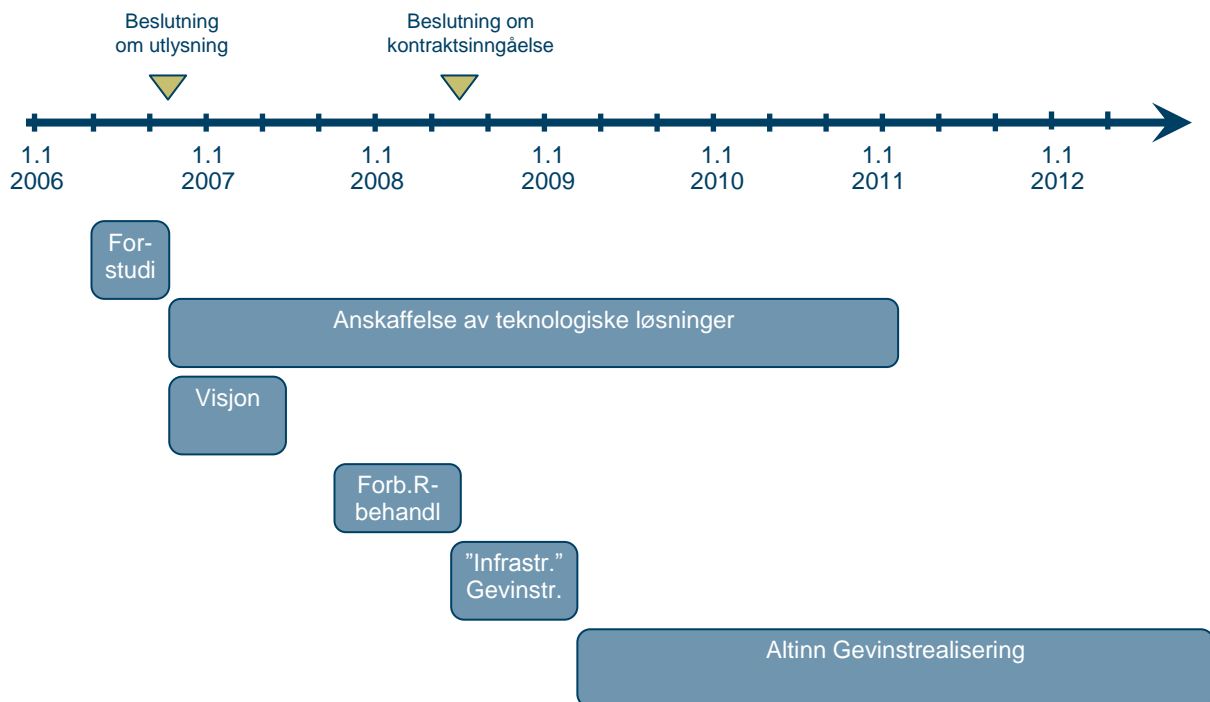 Beslutning
om utlysning
Beslutning om
kontraktsinngåelse
1.1
2006
1.1
2007
1.1
2008
1.1
2009
1.1
2010
1.1
2011
1.1
2012
For-
studi
Anskaffelse av teknologiske løsninger
Visjon
Forb.R-
behandl
”Infrastr.”
Gevinstr.
Altinn Gevinstrealisering